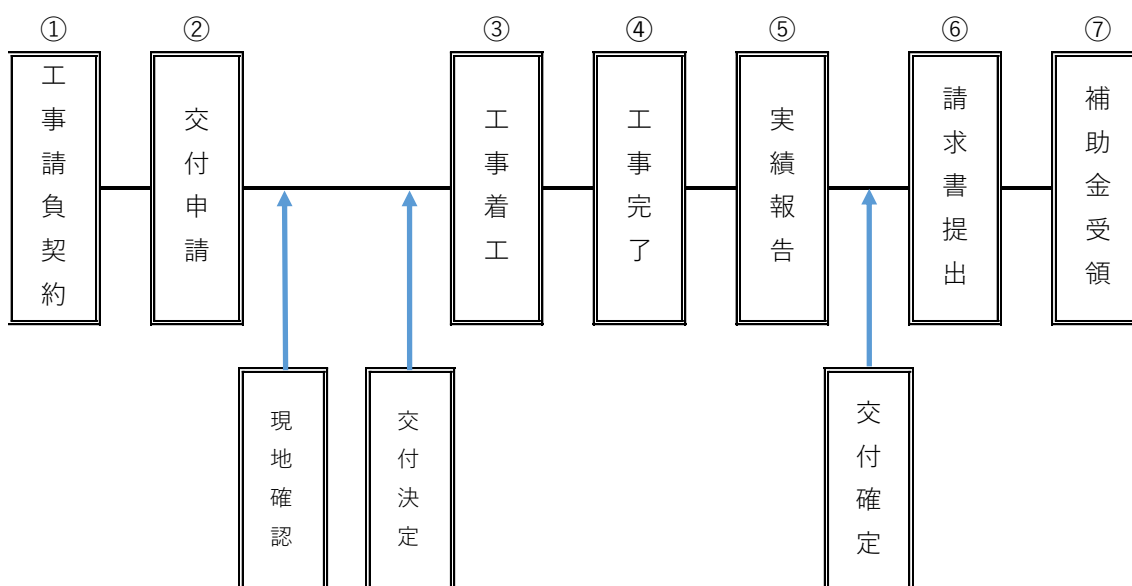 ①
②
③
④
⑤
⑥
⑦
工事請負契約
交付申請
工事着工
工事完了
実績報告
請求書提出
補助金受領
現地確認
交付決定
交付確定